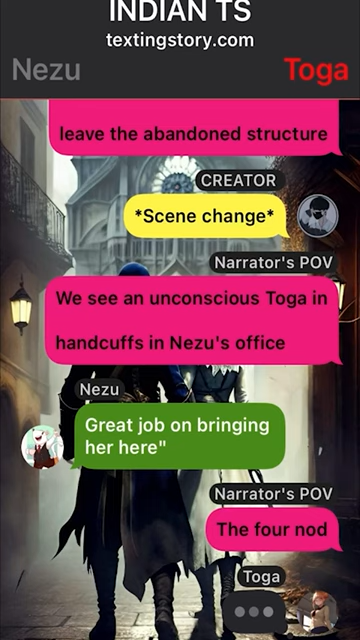 INDIAN TS
textingstory.com
Nezu
Toga
leave the abandoned structure
CREATOR
*Scene change*
Narrator's POV
We see an unconscious Toga in
handcuffs in Nezu's office
Nezu
Great job on bringing
her here"
Narrator's POV
The four nod
Toga